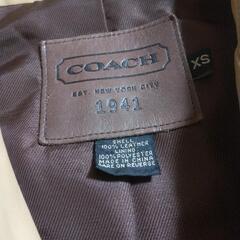 COACH
EST. NEW YORK CITY
1941
XS
SHELL
100% LEATHER
LINING
100% POLYESTER
MADE IN CHINA
CARE ON REVERSE